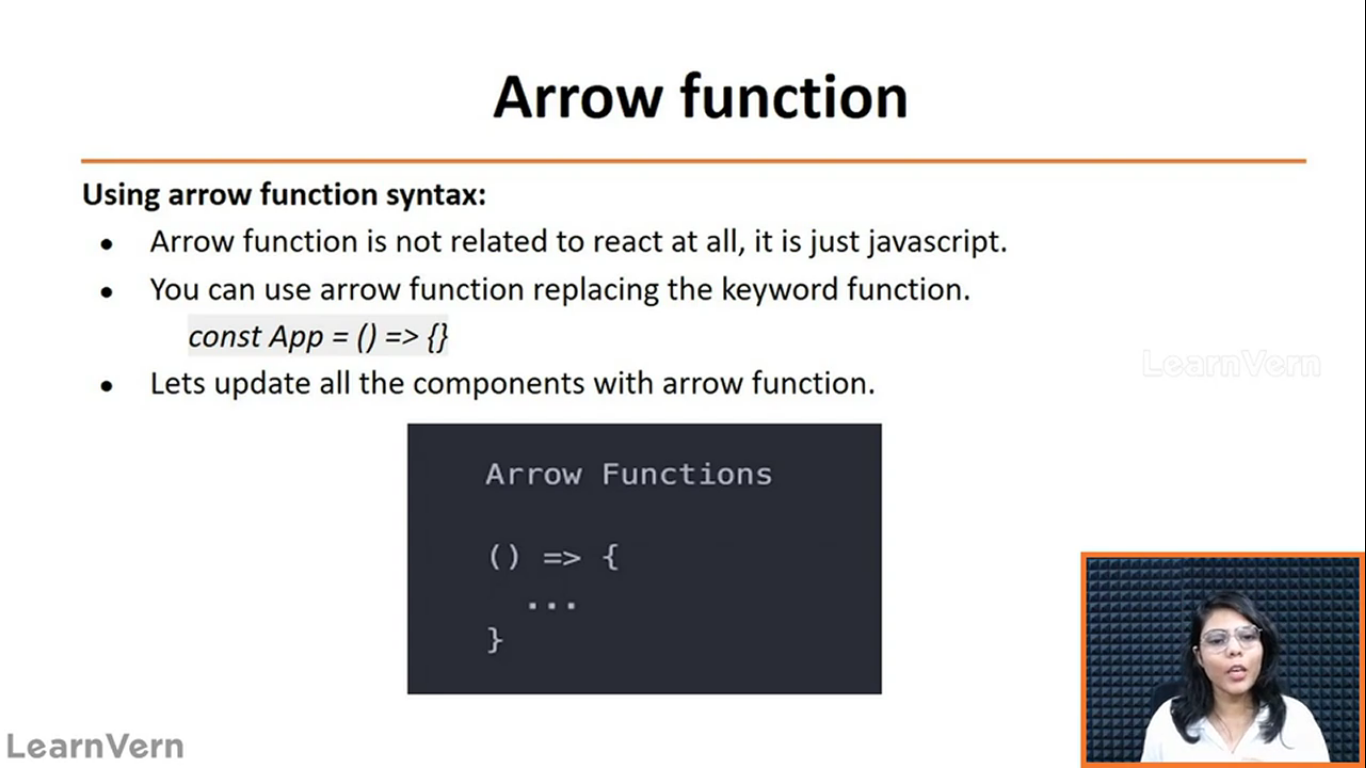 Arrow function
Using arrow function syntax:
● Arrow function is not related to react at all, it is just javascript.
● You can use arrow function replacing the keyword function.
const App = () => {}
● Lets update all the components with arrow function.
LearnVern
Arrow Functions
() => {
...
}
LearnVern